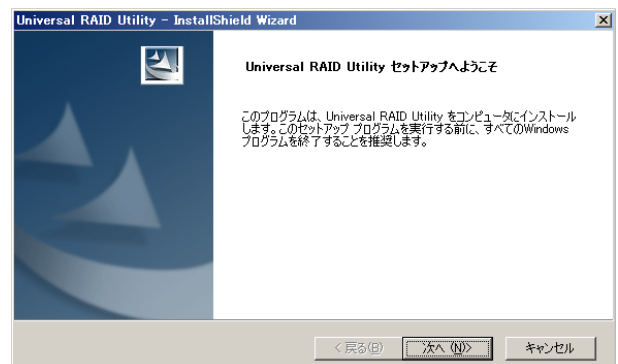 Universal RAID Utility - InstallShield Wizard
Universal RAID Utility セットアップへようこそ
このプログラムは、Universal RAID Utility をコンピュータにインストール
します。このセットアップ プログラムを実行する前に、すべてのWindows
プログラムを終了することを推奨します。
< 戻る(B) 次へ (N)> キャンセル